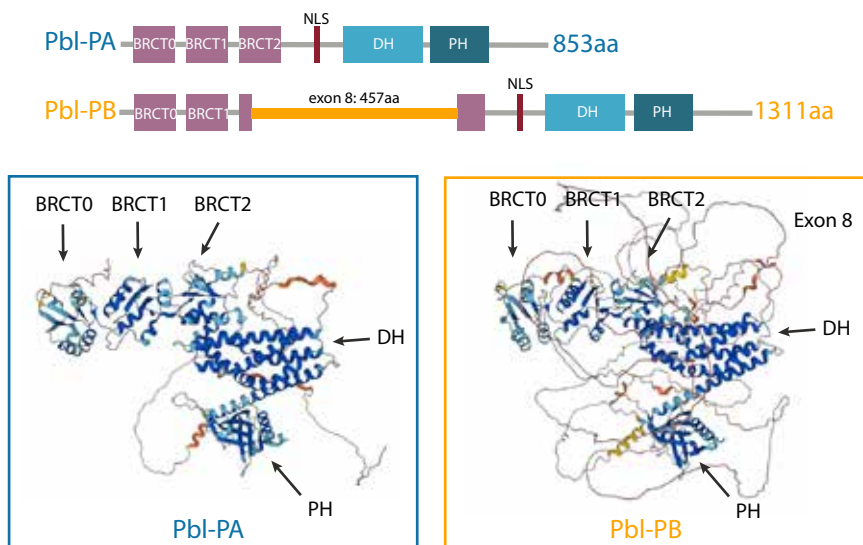 NLS
Pbl-PA BRCT0 BRCT1 BRCT2 DH PH 853aa
NLS
exon 8: 457aa
Pbl-PB BRCT0 BRCT1 DH PH 1311aa
BRCT0 BRCT1 BRCT2
DH
PH
Pbl-PA
BRCT0 BRCT1 BRCT2
Exon 8
DH
PH
Pbl-PB